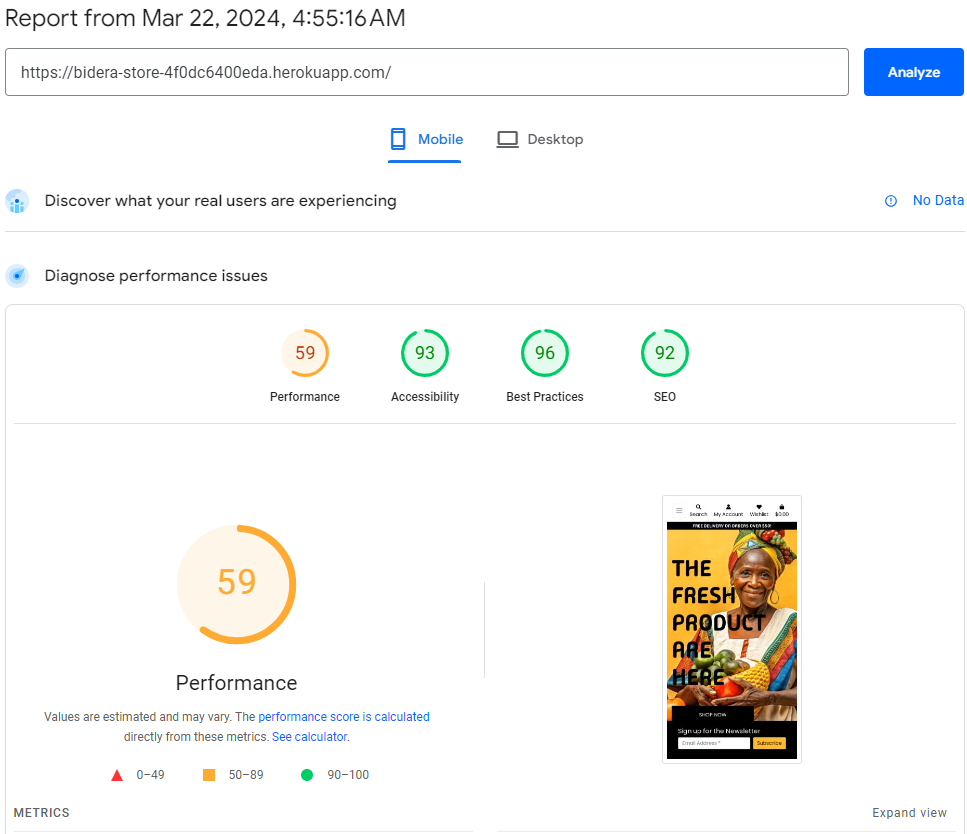 Report from Mar 22, 2024, 4:55:16 AM
https://bidera-store-4f0dc6400eda.herokuapp.com/
Analyze
Mobile
Desktop
Discover what your real users are experiencing
No Data
Diagnose performance issues
59
93
96
92
Performance
Accessibility
Best Practices
SEO
59
Performance
Values are estimated and may vary. The performance score is calculated
directly from these metrics. See calculator.
0–49
50–89
90–100
Search
My Account
Wishlist
$0.00
FREE DELIVERY ON ORDERS OVER $50!
THE
FRESH
PRODUCT
ARE
HERE
SHOP NOW
Sign up for the Newsletter
Email Address *
Subscribe
METRICS
Expand view